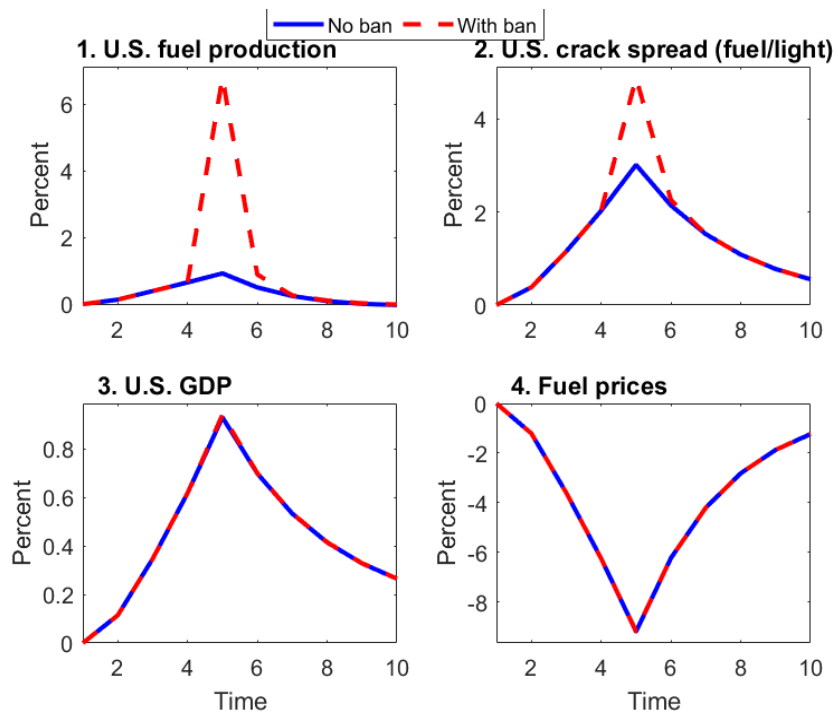 No ban With ban
1. U.S. fuel production
2. U.S. crack spread (fuel/light)
Percent
6
4
2
0
2 4 6 8 10
Percent
4
2
0
2 4 6 8 10
3. U.S. GDP
4. Fuel prices
Percent
0.8
0.6
0.4
0.2
0
2 4 6 8 10
Time
Percent
0
-2
-4
-6
-8
2 4 6 8 10
Time